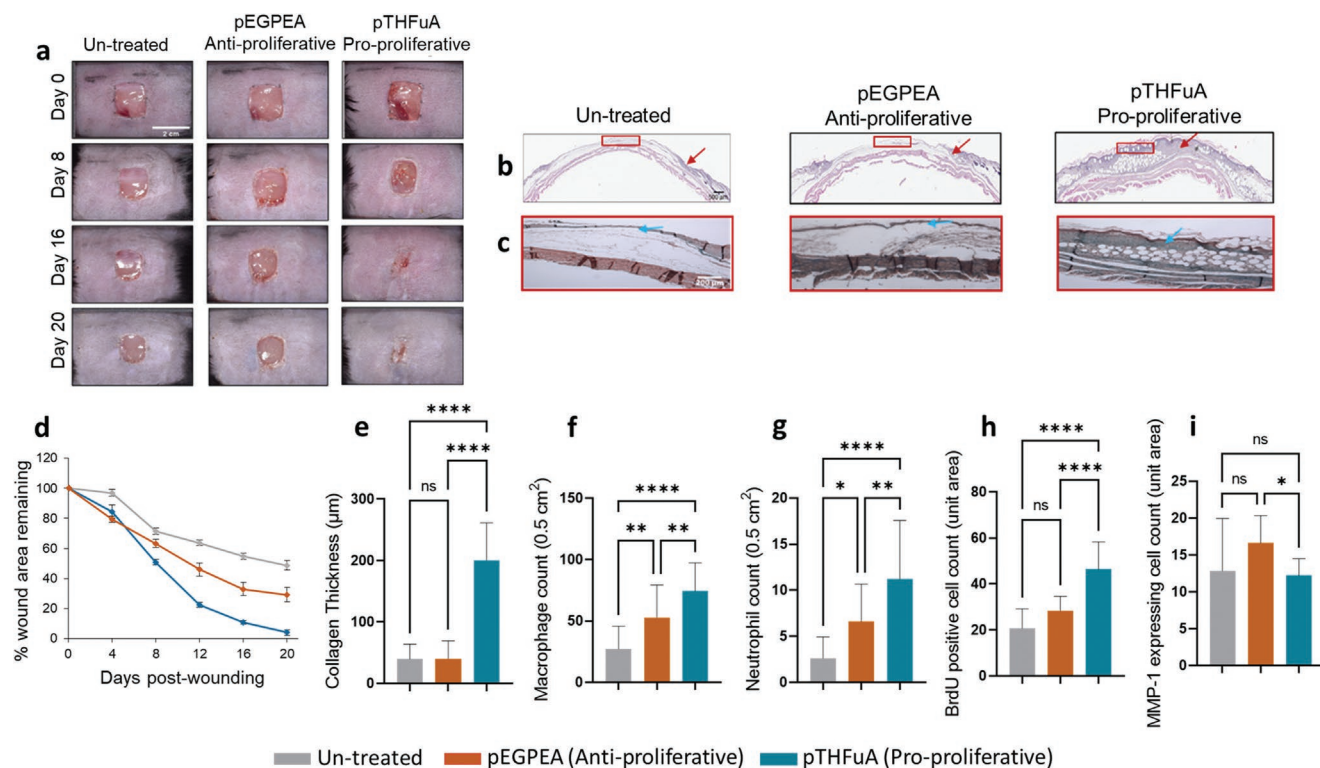 a
Un-treated
pEGPEA
Anti-proliferative
pTHFuA
Pro-proliferative
Day 0
2 cm
Day 8
Day 16
Day 20
Un-treated
pEGPEA
Anti-proliferative
pTHFuA
Pro-proliferative
b
500 µm
c
200 µm
d
% wound area remaining
120
100
80
60
40
20
0
0 4 8 12 16 20
Days post-wounding
e
****
****
ns
Collagen Thickness (µm)
300
200
100
0
f
****
** **
Macrophage count (0.5 cm²)
150
100
50
0
g
****
* **
Neutrophil count (0.5 cm²)
20
15
10
5
0
h
****
****
ns
BrdU positive cell count (unit area)
80
60
40
20
0
i
ns
ns *
MMP-1 expressing cell count (unit area)
25
20
15
10
5
0
Un-treated pEGPEA (Anti-proliferative) pTHFuA (Pro-proliferative)